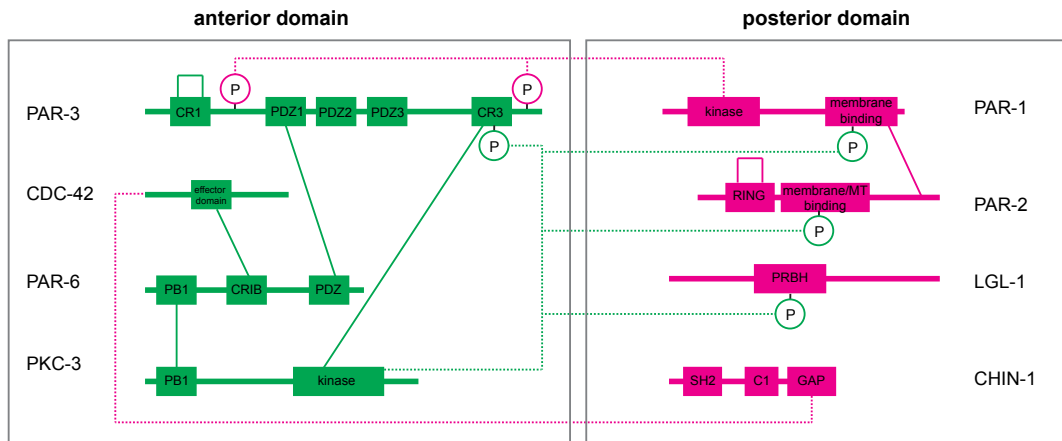 anterior domain
posterior domain
PAR-3
P
P
CR1
PDZ1
PDZ2
PDZ3
CR3
P
kinase
membrane
binding
P
PAR-1
CDC-42
effector
domain
RING
membrane/MT
binding
P
PAR-2
PAR-6
PB1
CRIB
PDZ
PRBH
P
LGL-1
PKC-3
PB1
kinase
SH2
C1
GAP
CHIN-1